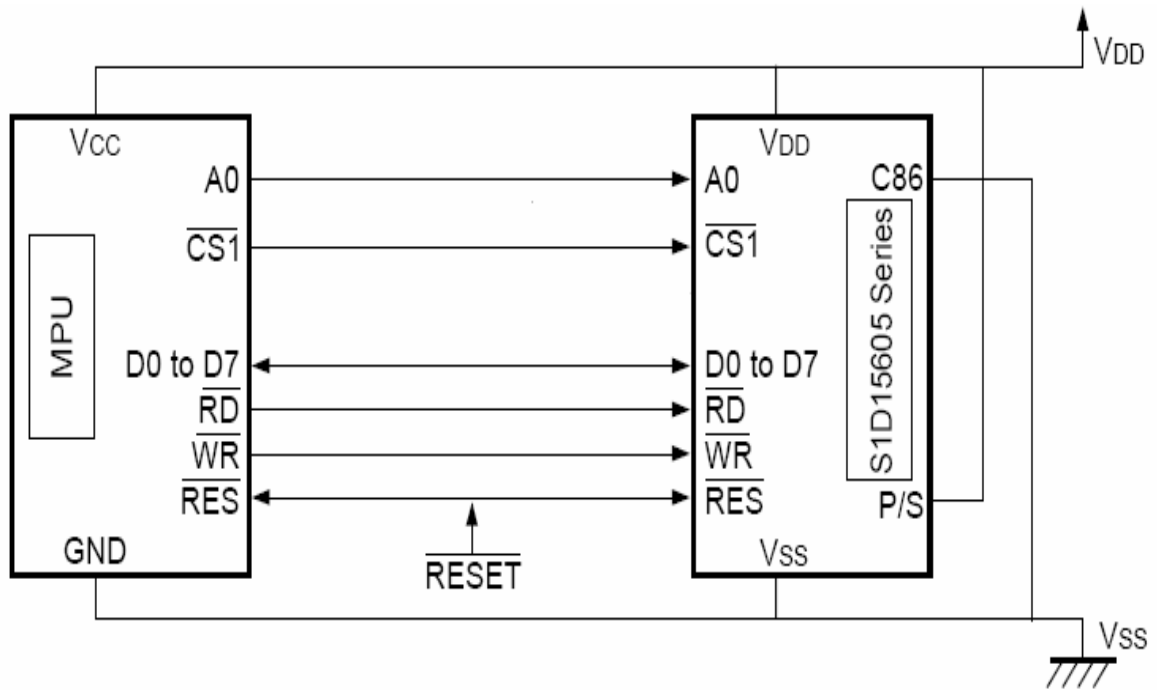 VDD
VCC
A0
CS1
MPU
D0 to D7
RD
WR
RES
GND
RESET
VDD
A0
C86
CS1
S1D15605 Series
D0 to D7
RD
WR
RES
P/S
VSS
VSS